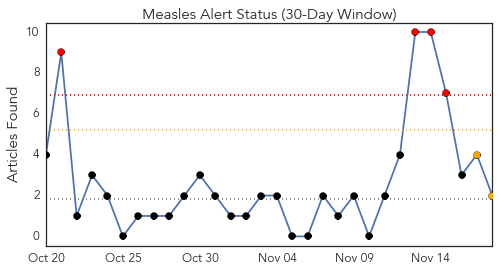 Measles Alert Status (30-Day Window)
Articles Found
10
8
6
4
2
0
Oct 20 Oct 25 Oct 30 Nov 04 Nov 09 Nov 14